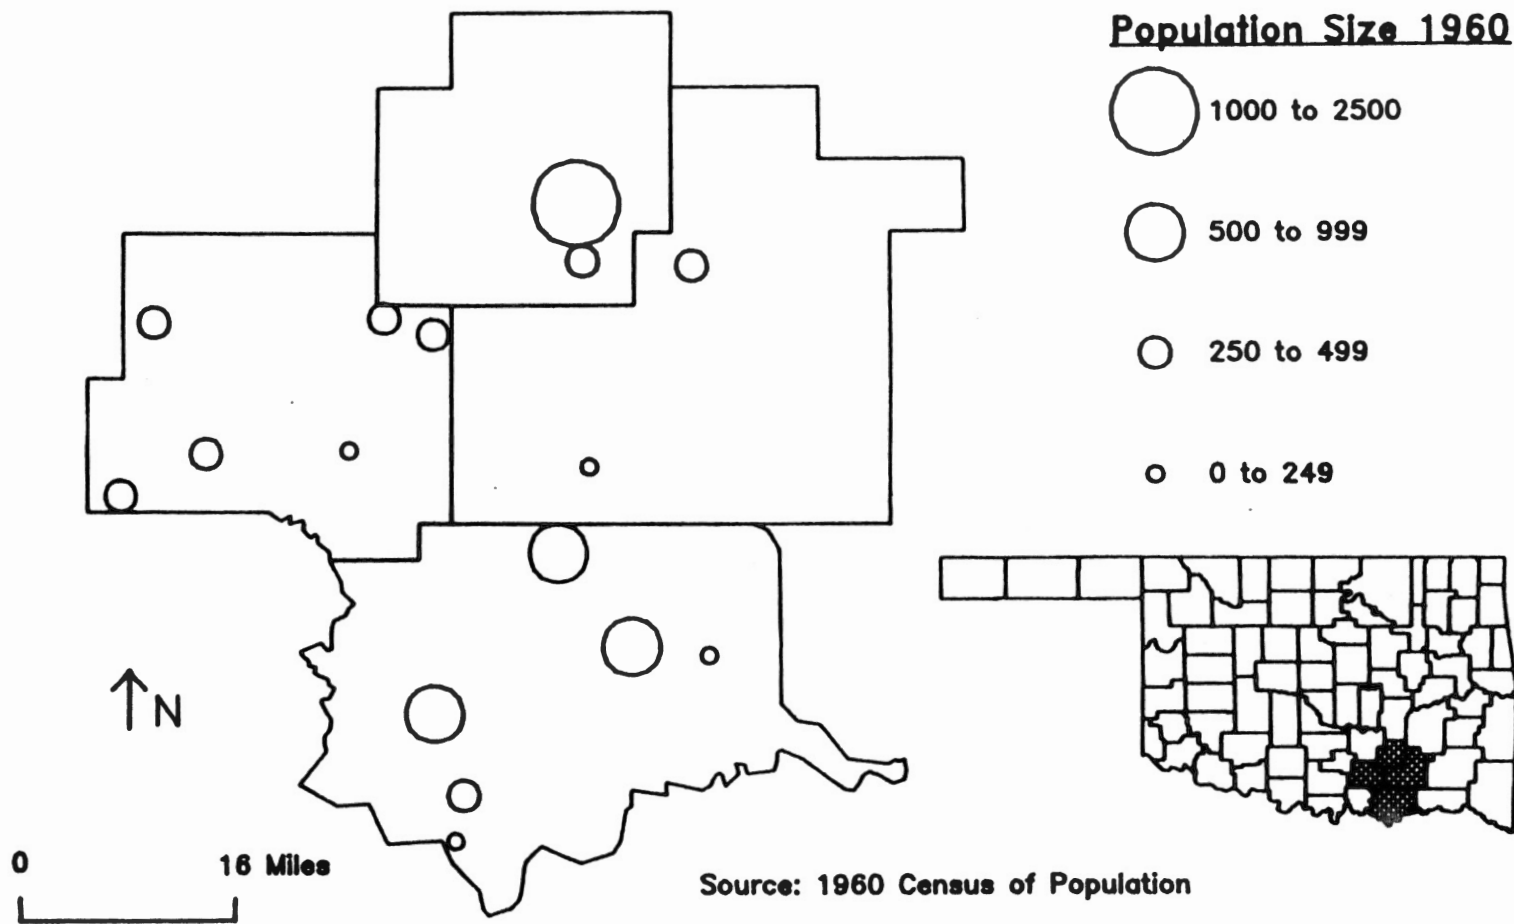 Population Size 1960
1000 to 2500
500 to 999
250 to 499
0 to 249
N
0 16 Miles
Source: 1960 Census of Population